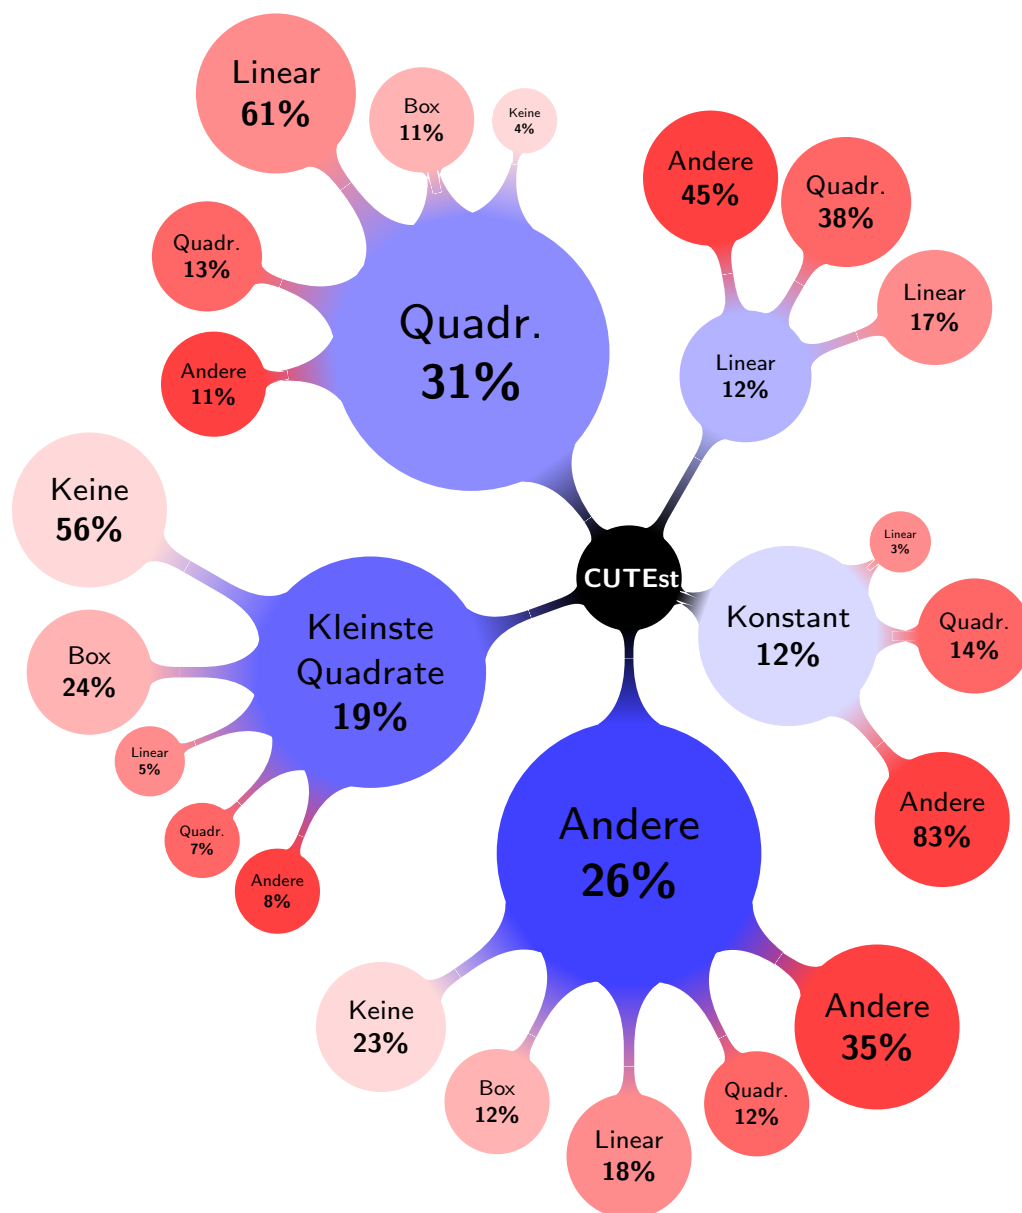 Linear
61%
Box
11%
Keine
4%
Quadr.
13%
Andere
11%
Quadr.
31%
Andere
45%
Quadr.
38%
Linear
17%
Linear
12%
Keine
56%
Box
24%
Linear
5%
Quadr.
7%
Andere
8%
Kleinste
Quadrate
19%
CUTEst
Konstant
12%
Linear
3%
Quadr.
14%
Andere
83%
Andere
26%
Keine
23%
Box
12%
Linear
18%
Quadr.
12%
Andere
35%